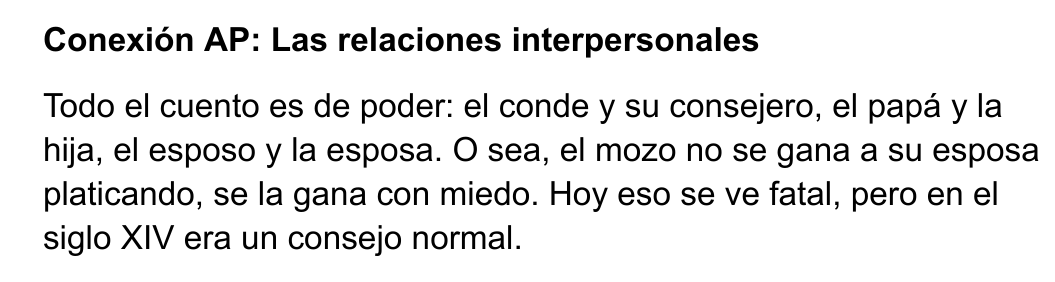 Conexión AP: Las relaciones interpersonales
Todo el cuento es de poder: el conde y su consejero, el papá y la
hija, el esposo y la esposa. O sea, el mozo no se gana a su esposa
platicando, se la gana con miedo. Hoy eso se ve fatal, pero en el
siglo XIV era un consejo normal.